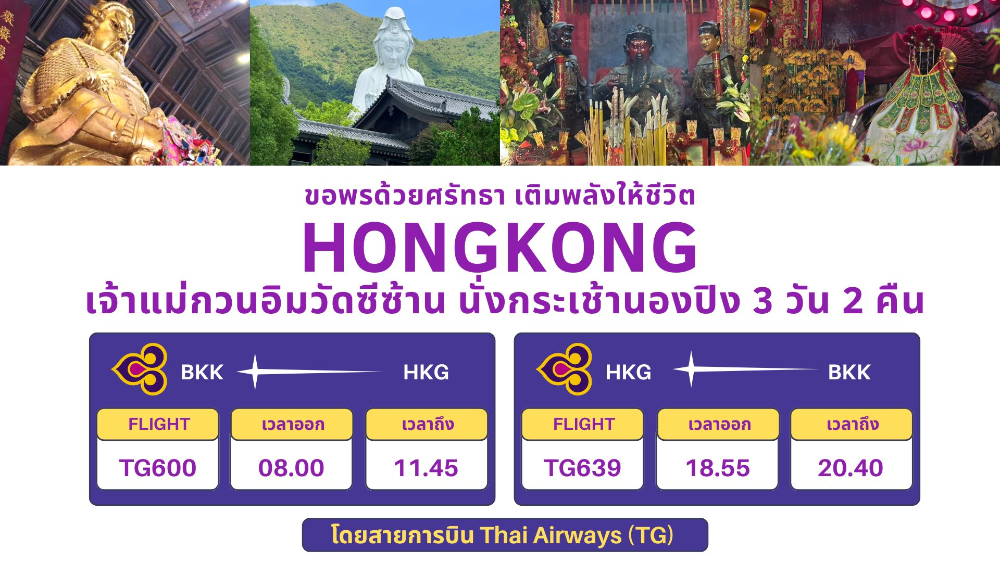 ขอพรด้วยศรัทธา เติมพลังให้ชีวิต
HONGKONG
เจ้าแม่กวนอิมวัดซีซ้าน นั่งกระเช้านองปิง 3 วัน 2 คืน
BKK HKG
FLIGHT เวลาออก เวลาถึง
TG600 08.00 11.45
HKG BKK
FLIGHT เวลาออก เวลาถึง
TG639 18.55 20.40
โดยสายการบิน Thai Airways (TG)